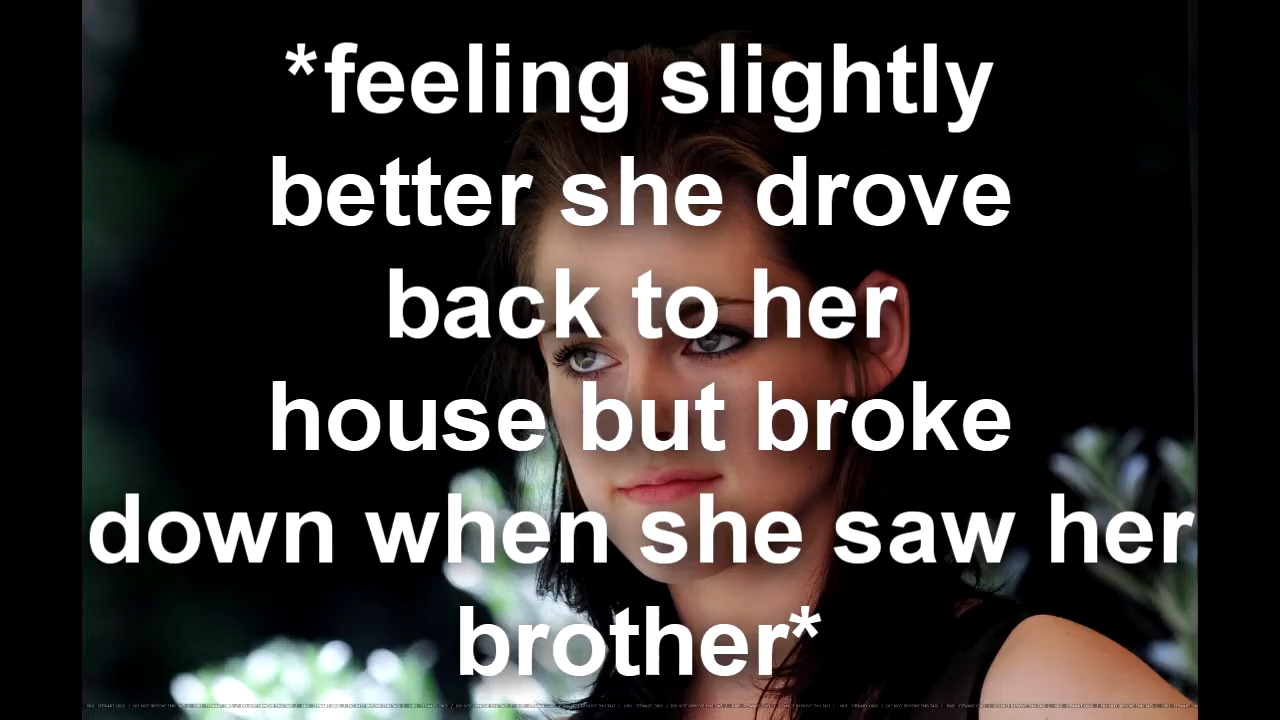 *feeling slightly
better she drove
back to her
house but broke
down when she saw her
brother*